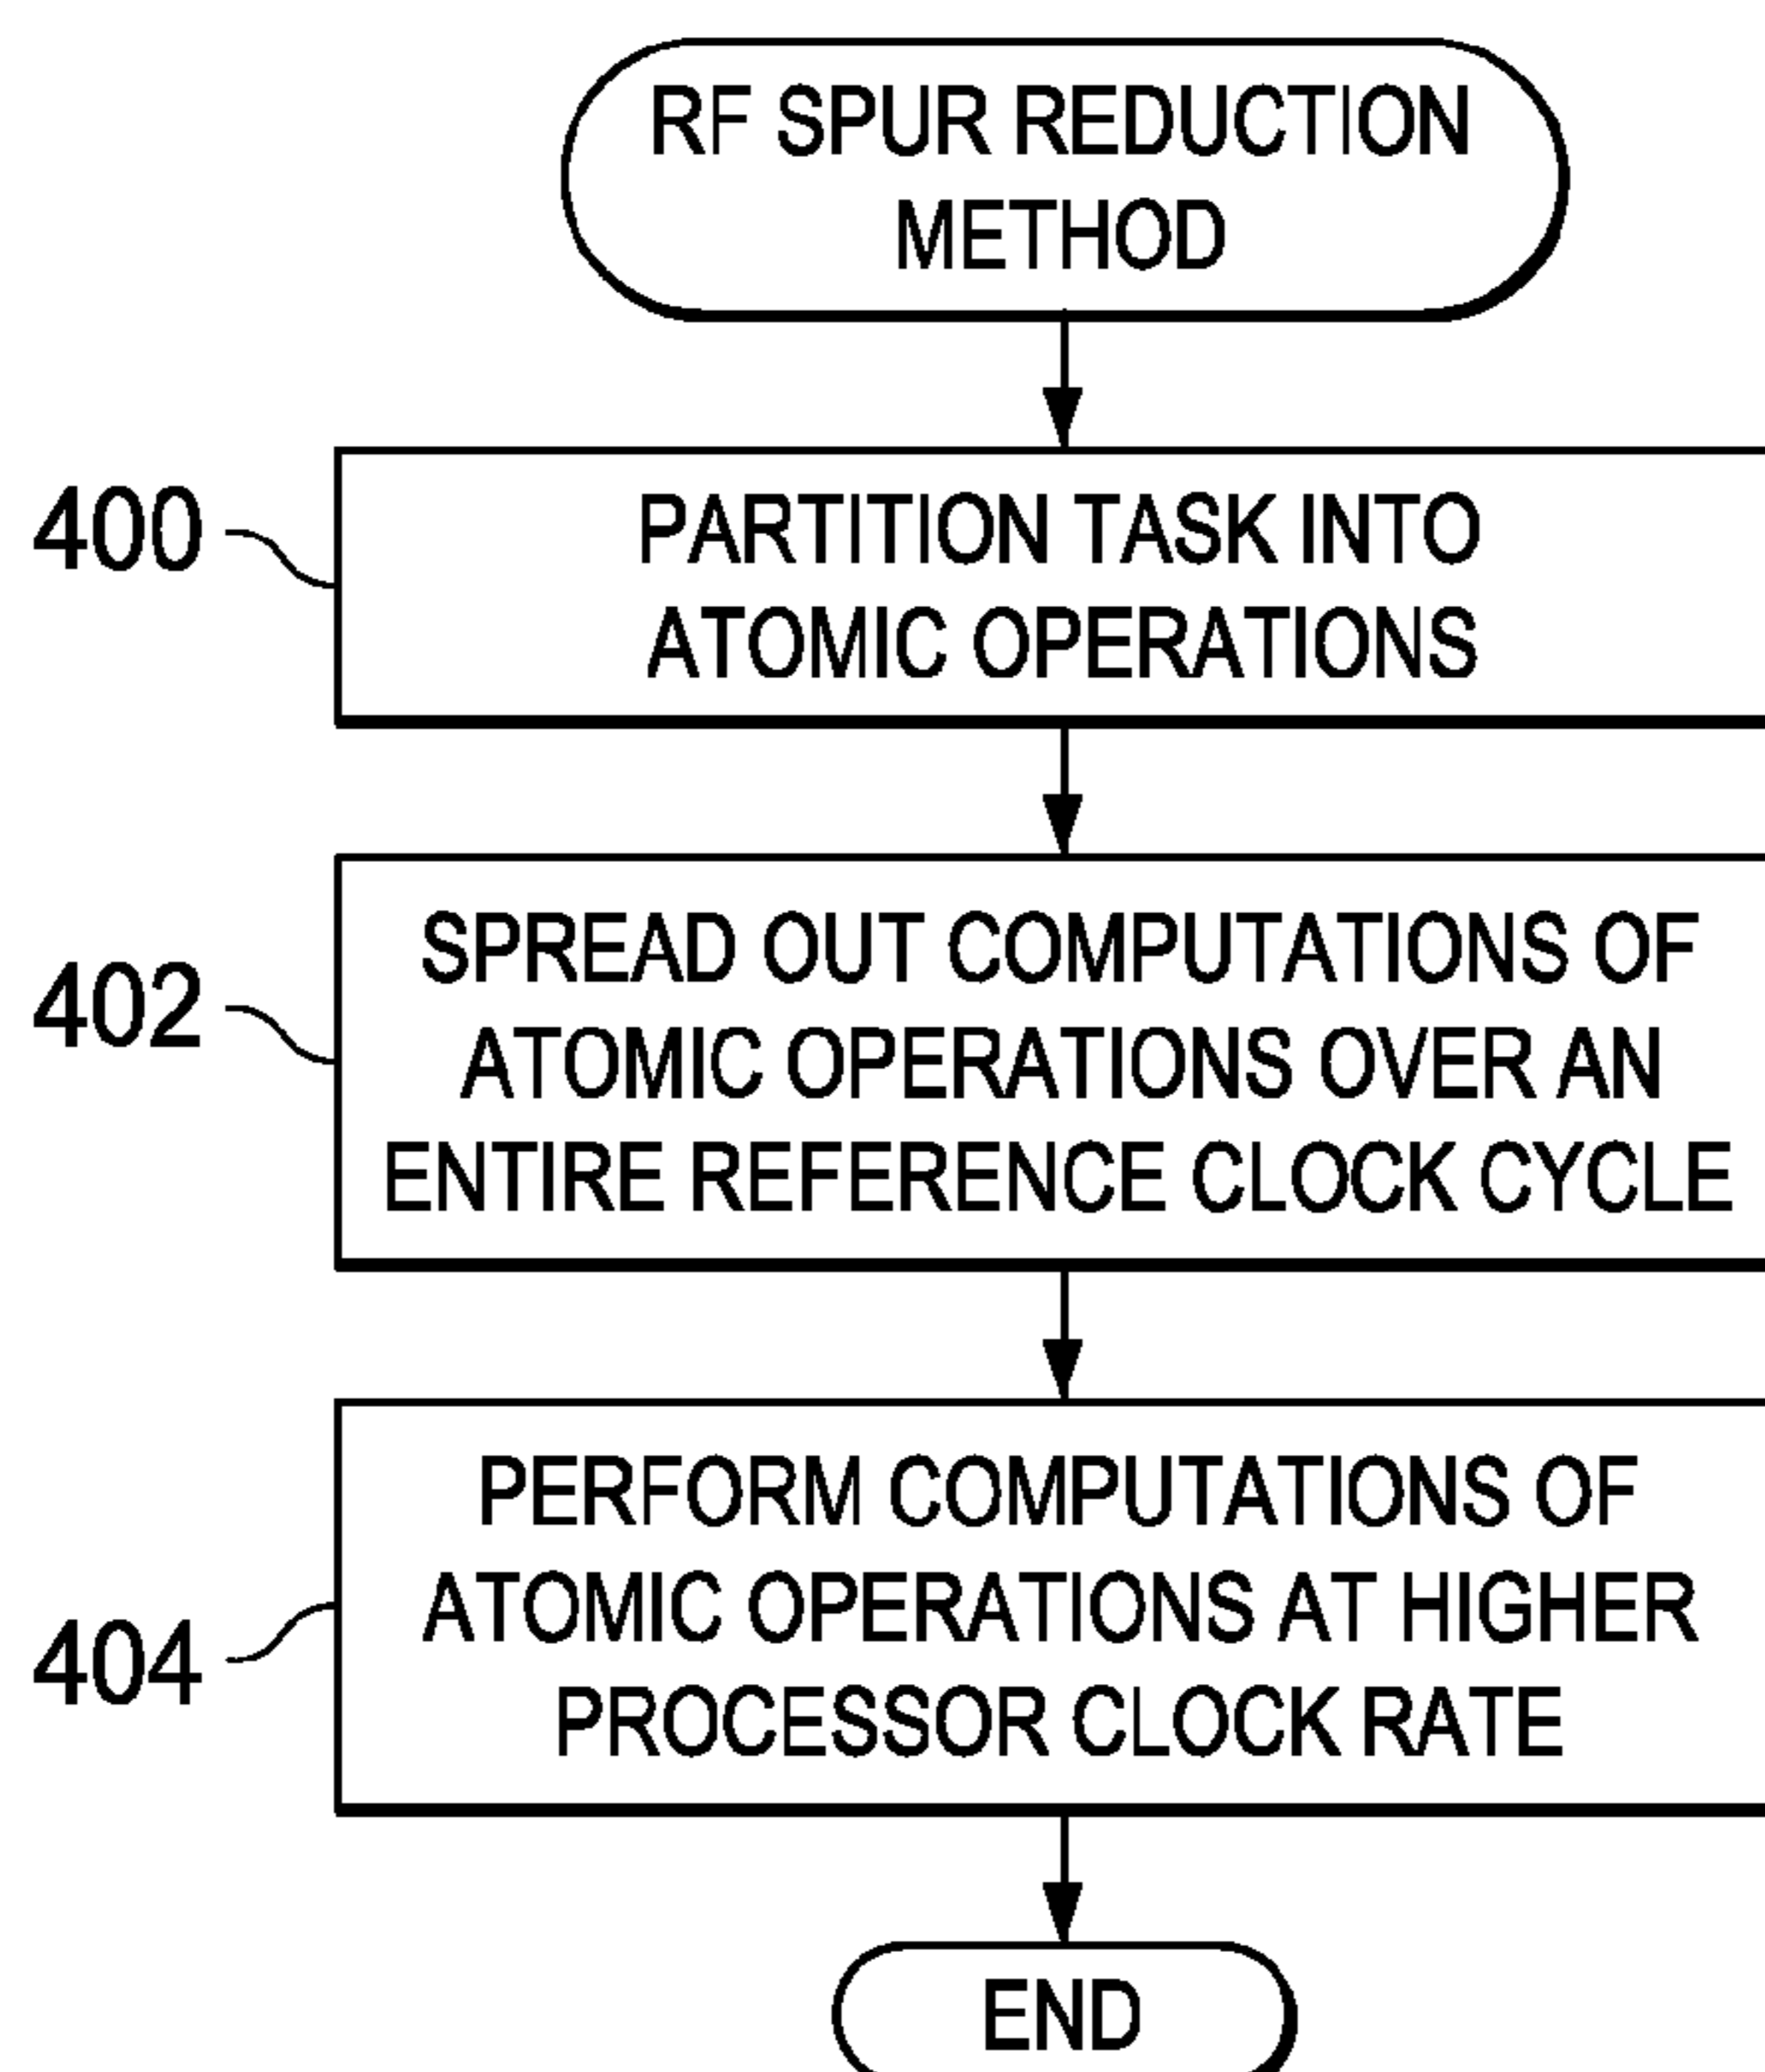 RF SPUR REDUCTION
METHOD
400
PARTITION TASK INTO
ATOMIC OPERATIONS
402
SPREAD OUT COMPUTATIONS OF
ATOMIC OPERATIONS OVER AN
ENTIRE REFERENCE CLOCK CYCLE
404
PERFORM COMPUTATIONS OF
ATOMIC OPERATIONS AT HIGHER
PROCESSOR CLOCK RATE
END